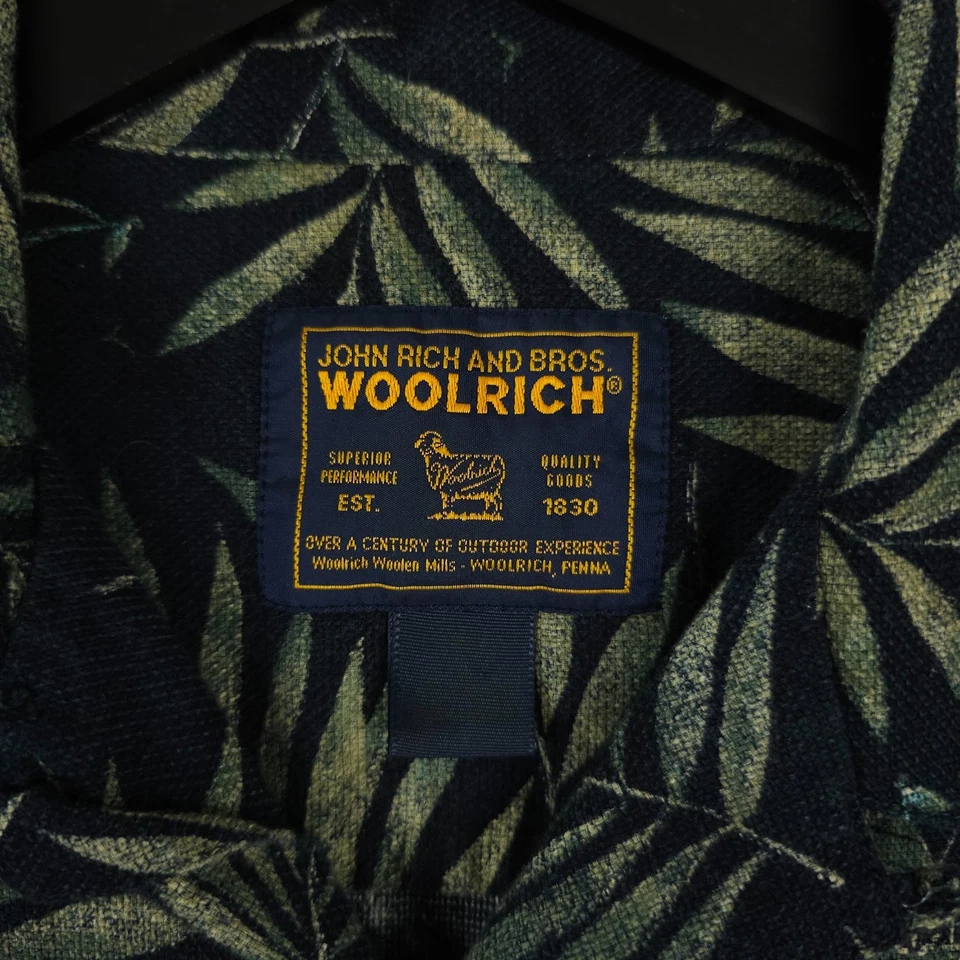 JOHN RICH AND BROS.
WOOLRICH®
SUPERIOR
PERFORMANCE
EST.
Woolrich
QUALITY
GOODS
1830
OVER A CENTURY OF OUTDOOR EXPERIENCE
Woolrich Woolen Mills - WOOLRICH, PENNA